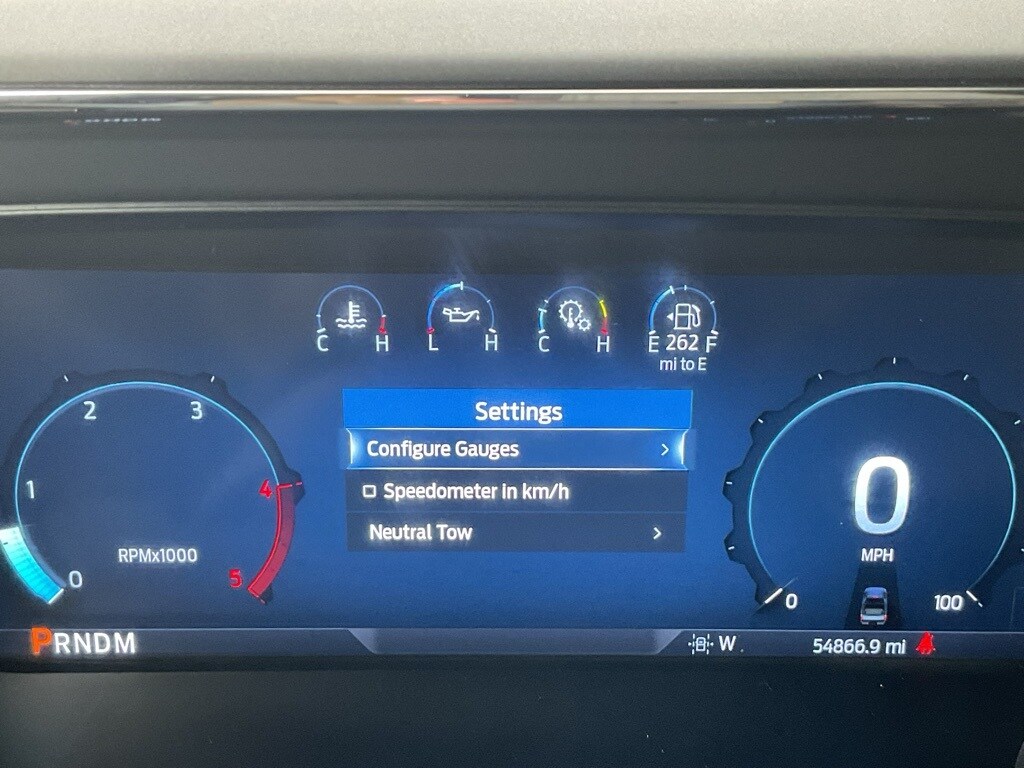 C H
L H
C H
E 262 F
mi to E
Settings
Configure Gauges >
Speedometer in km/h
Neutral Tow >
0
1
2
3
4
5
RPMx1000
0
MPH
0
100
PRNDM
W
54866.9 mi